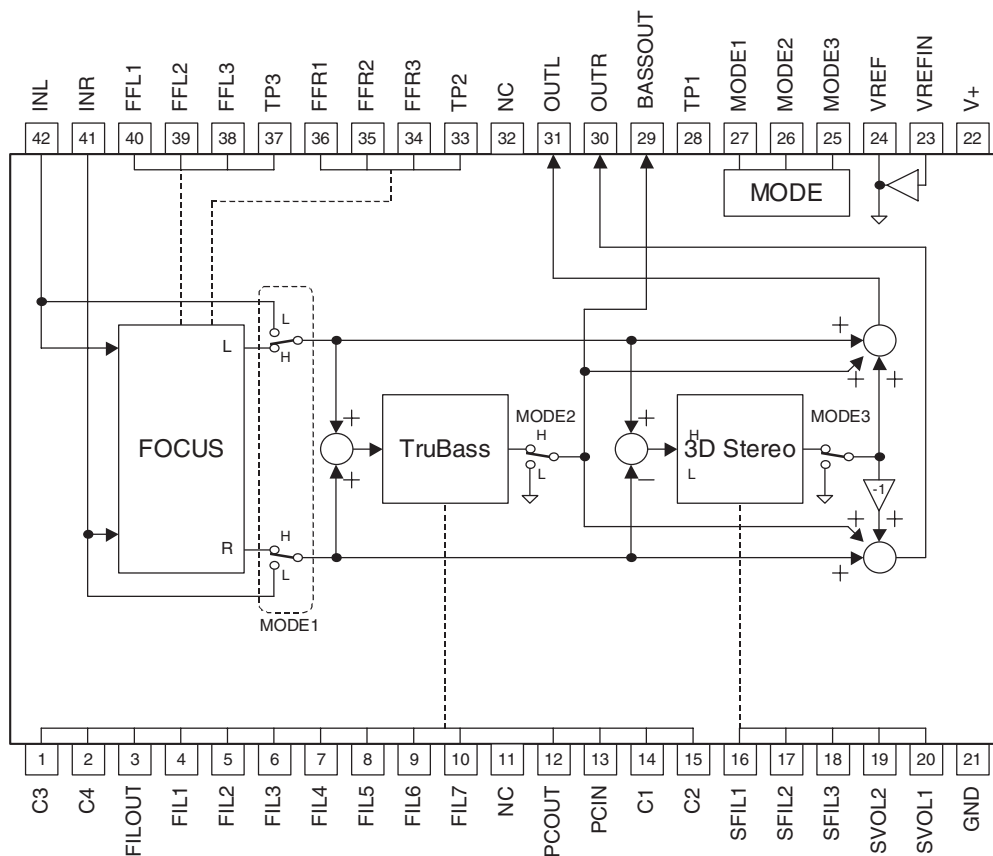 INL
INR
FFL1
FFL2
FFL3
TP3
FFR1
FFR2
FFR3
TP2
NC
OUTL
OUTR
BASSOUT
TP1
MODE1
MODE2
MODE3
VREF
VREFIN
V+
42 41 40 39 38 37 36 35 34 33 32 31 30 29 28 27 26 25 24 23 22
MODE
L
L
H
+
+
+
+
MODE2
H
L
+
MODE3
FOCUS
TruBass
H
3D Stereo
L
+
−
-1
R
H
L
+
+
+
MODE1
1 2 3 4 5 6 7 8 9 10 11 12 13 14 15 16 17 18 19 20 21
C3
C4
FILOUT
FIL1
FIL2
FIL3
FIL4
FIL5
FIL6
FIL7
NC
PCOUT
PCIN
C1
C2
SFIL1
SFIL2
SFIL3
SVOL2
SVOL1
GND